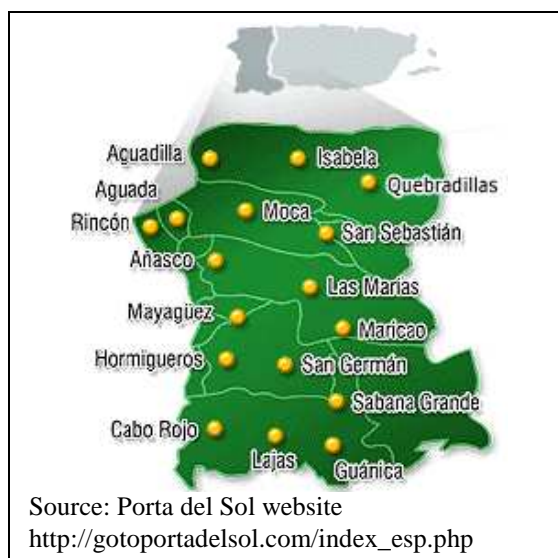 Aguadilla
Isabela
Quebradillas
Aguada
Rincón
Moca
San Sebastián
Añasco
Las Marías
Mayagüez
Maricao
Hormigueros
San Germán
Sabana Grande
Cabo Rojo
Lajas
Guánica
Source: Porta del Sol website
http://gotoportadelsol.com/index_esp.php